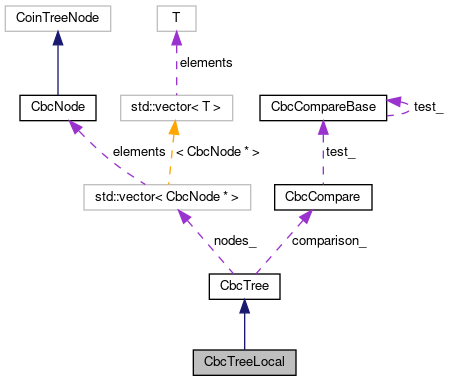 CoinTreeNode
T
elements
CbcNode
std::vector< T >
CbcCompareBase
test_
elements
< CbcNode * >
test_
std::vector< CbcNode * >
CbcCompare
nodes_
comparison_
CbcTree
CbcTreeLocal